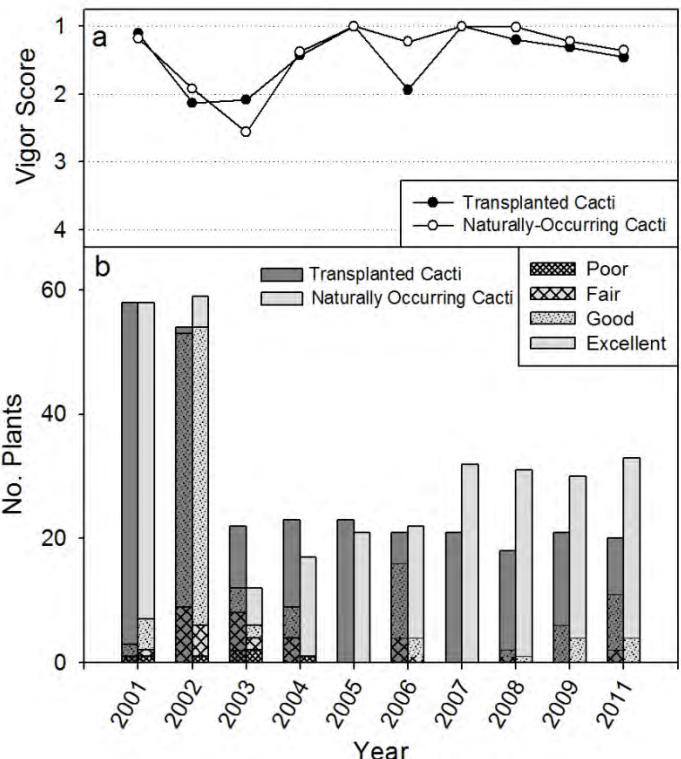 a
1
2
3
4
Vigor Score
Transplanted Cacti
Naturally-Occurring Cacti
b
Transplanted Cacti
Naturally Occurring Cacti
Poor
Fair
Good
Excellent
60
40
20
0
No. Plants
2001
2002
2003
2004
2005
2006
2007
2008
2009
2011
Year